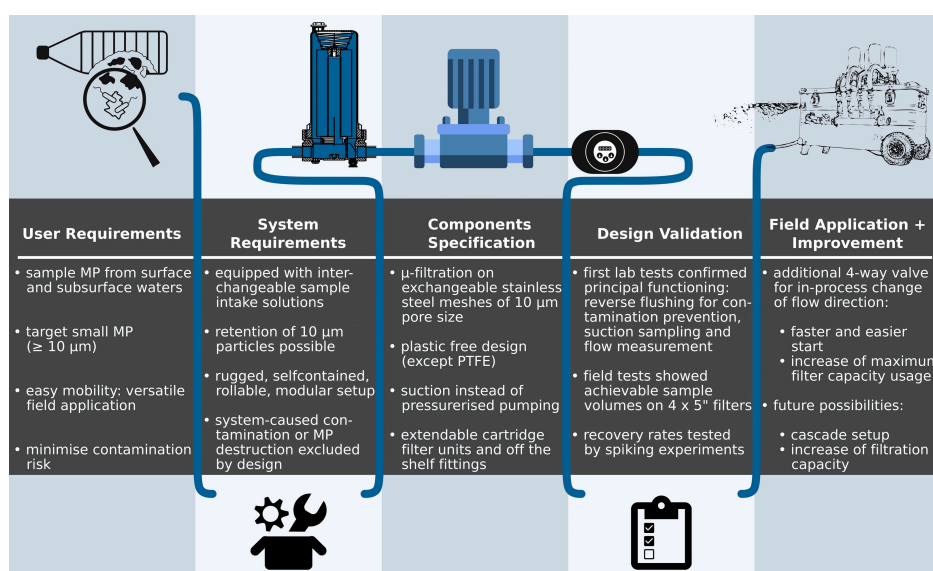 User Requirements
• sample MP from surface
and subsurface waters
• target small MP
(≥ 10 µm)
• easy mobility: versatile
field application
• minimise contamination
risk
System
Requirements
• equipped with inter-
changeable sample
intake solutions
• retention of 10 µm
particles possible
• rugged, selfcontained,
rollable, modular setup
• system-caused con-
tamination or MP
destruction excluded
by design
Components
Specification
• µ-filtration on
exchangeable stainless
steel meshes of 10 µm
pore size
• plastic free design
(except PTFE)
• suction instead of
pressurerised pumping
• extendable cartridge
filter units and off the
shelf fittings
Design Validation
• first lab tests confirmed
principal functioning:
reverse flushing for con-
tamination prevention,
suction sampling and
flow measurement
• field tests showed
achievable sample
volumes on 4 x 5" filters
• recovery rates tested
by spiking experiments
Field Application +
Improvement
• additional 4-way valve
for in-process change
of flow direction:
• faster and easier
start
• increase of maximum
filter capacity usage
• future possibilities:
• cascade setup
• increase of filtration
capacity